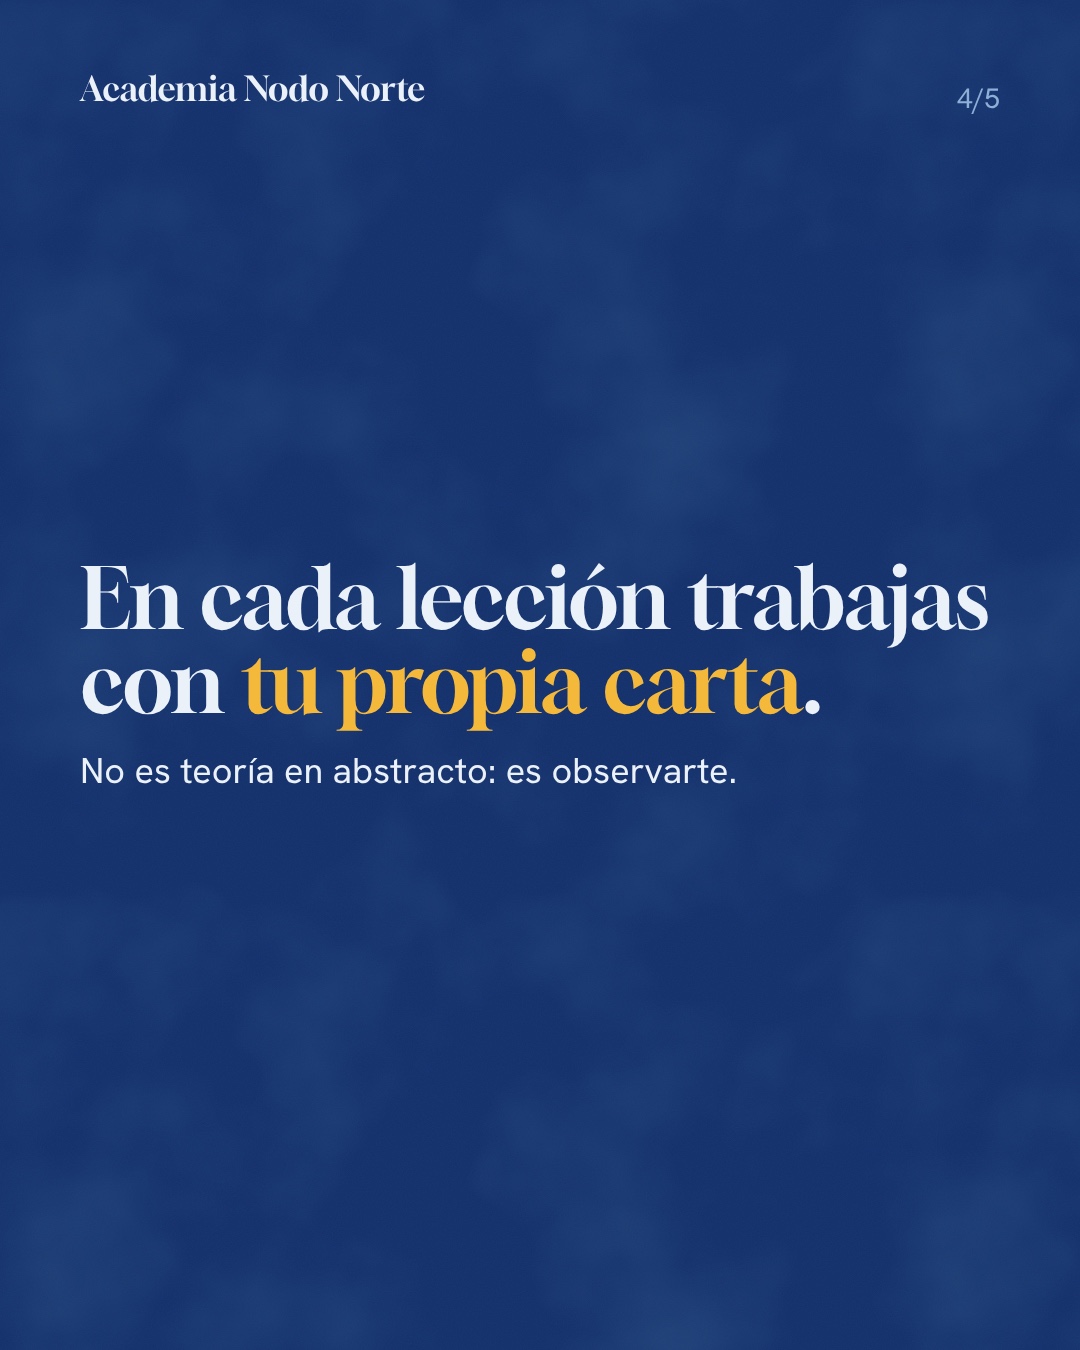 Academia Nodo Norte
4/5
En cada lección trabajas
con tu propia carta.
No es teoría en abstracto: es observarte.